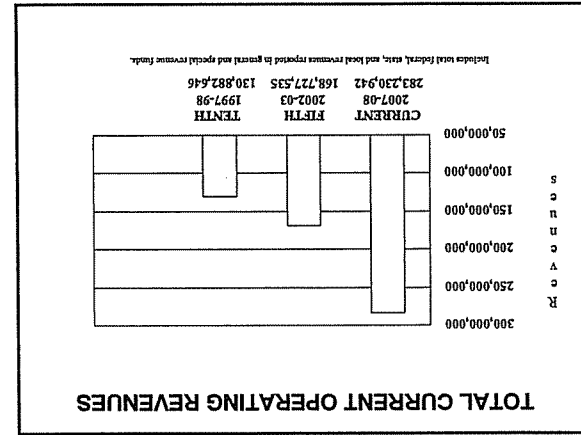 TOTAL CURRENT OPERATING REVENUES
Revenues
300,000,000
250,000,000
200,000,000
150,000,000
100,000,000
50,000,000
CURRENT FIFTH TENTH
2007-08 2002-03 1997-98
283,230,942 168,727,535 130,882,646
Includes total federal, state, and local revenues reported in general and special revenue funds.